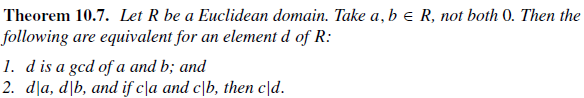 Theorem 10.7. Let R be a Euclidean domain. Take a, b ∈ R, not both 0. Then the
following are equivalent for an element d of R:
1. d is a gcd of a and b; and
2. d|a, d|b, and if c|a and c|b, then c|d.